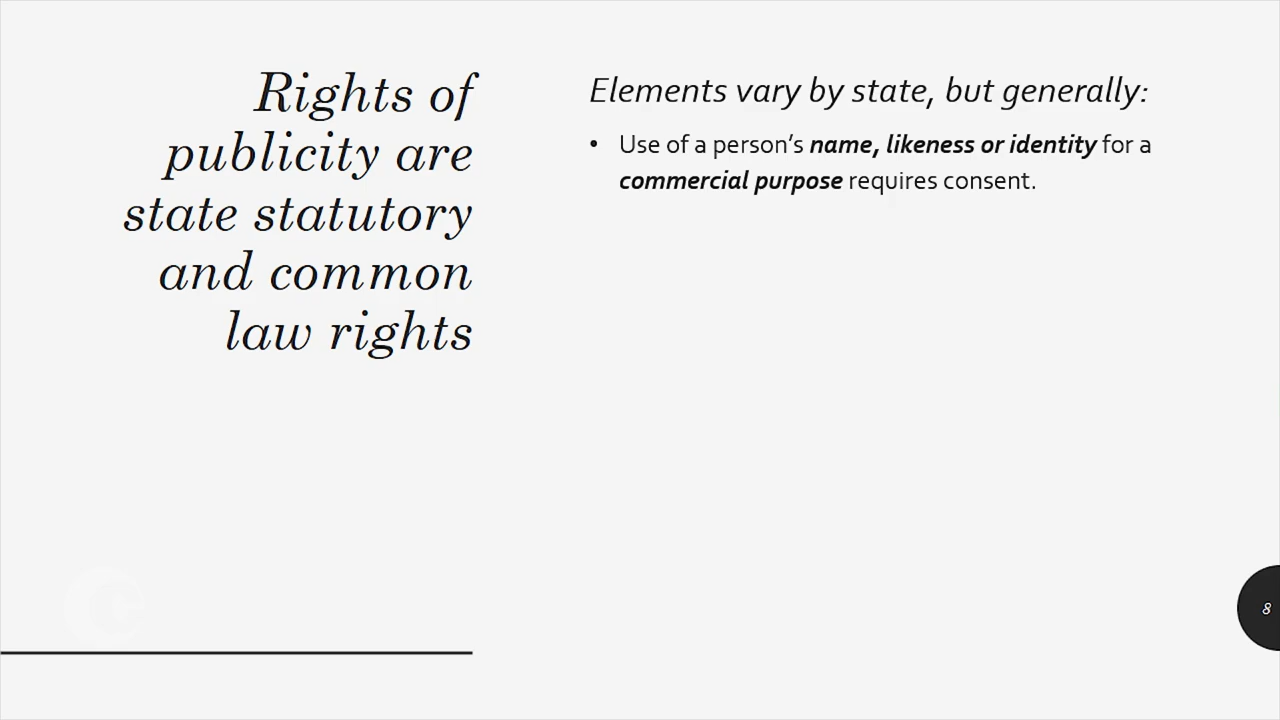 Rights of
publicity are
state statutory
and common
law rights
Elements vary by state, but generally:
• Use of a person’s name, likeness or identity for a
commercial purpose requires consent.
8